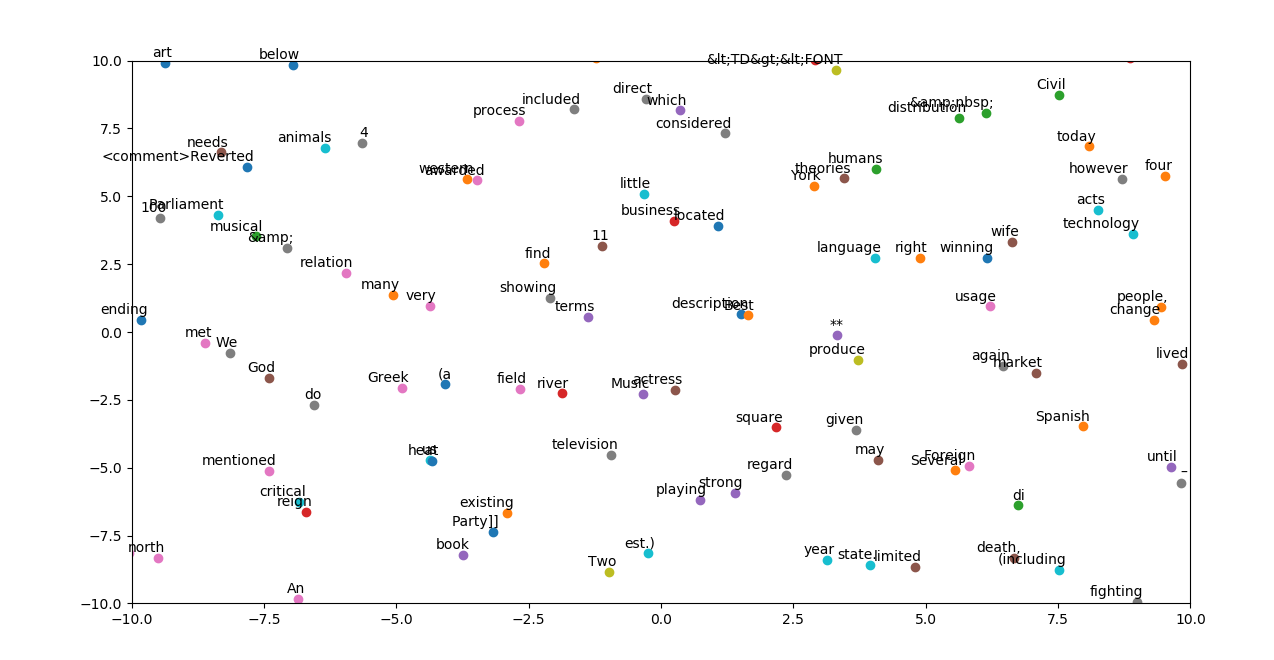 art
below
10.0
&lt;TD&gt;&lt;FONT
direct
which
included
process
considered
Civil
&amp;nbsp;
distribution
7.5
needs
animals
4
today
<comment>Reverted
western
awarded
humans
theories
York
however
four
little
5.0
100
Parliament
business
located
acts
musical
&amp;
technology
11
wife
relation
find
language
right
winning
2.5
many
very
showing
terms
usage
people,
change
ending
description
Best
0.0
met
We
**
produce
again
market
lived
God
Greek
(a
field
river
Music
actress
do
−2.5
square
given
Spanish
heat
us
television
may
Several
Foreign
until
mentioned
regard
−5.0
–
critical
reign
existing
playing
strong
di
Party]]
−7.5
north
book
est.)
Two
year
state.
limited
death,
(including
An
fighting
−10.0
−10.0 −7.5 −5.0 −2.5 0.0 2.5 5.0 7.5 10.0